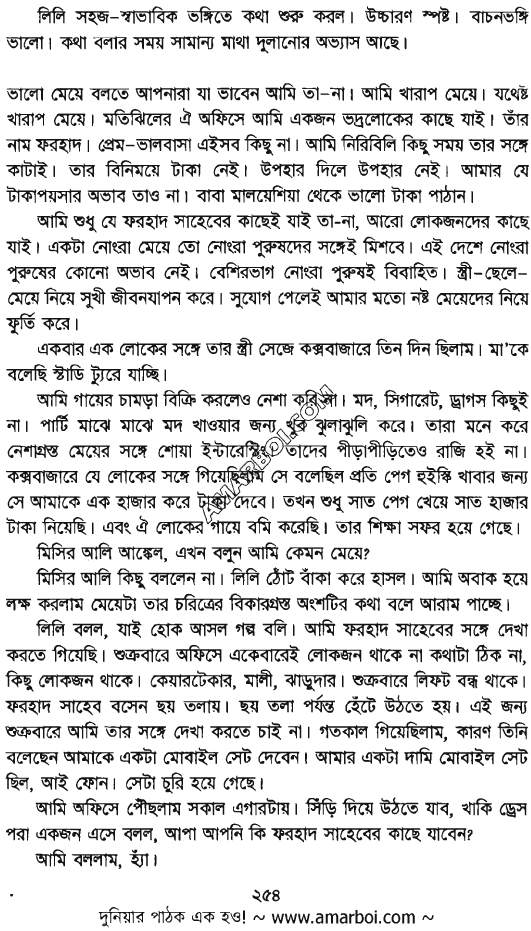 লিলি সহজ-স্বাভাবিক ভঙ্গিতে কথা শুরু করল। উচ্চারণ স্পষ্ট। বাচনভঙ্গি
ভালো। কথা বলার সময় সামান্য মাথা দুলানোর অভ্যাস আছে।
ভালো মেয়ে বলতে আপনারা যা ভাবেন আমি তা-না। আমি খারাপ মেয়ে। যথেষ্ট
খারাপ মেয়ে। মতিঝিলের ঐ অফিসে আমি একজন ভদ্রলোকের কাছে যাই। তাঁর
নাম ফরহাদ। প্রেম-ভালবাসা এইসব কিছু না। আমি নিরিবিলি কিছু সময় তার সঙ্গে
কাটাই। তার বিনিময়ে টাকা নেই। উপহার দিলে উপহার নেই। আমার যে
টাকাপয়সার অভাব তাও না। বাবা মালয়েশিয়া থেকে ভালো টাকা পাঠান।
আমি শুধু যে ফরহাদ সাহেবের কাছেই যাই তা-না, আরো লোকজনদের কাছে
যাই। একটা নোংরা মেয়ে তো নোংরা পুরুষদের সঙ্গেই মিশবে। এই দেশে নোংরা
পুরুষের কোনো অভাব নেই। বেশিরভাগ নোংরা পুরুষই বিবাহিত। স্ত্রী-ছেলে-
মেয়ে নিয়ে সুখী জীবনযাপন করে। সুযোগ পেলেই আমার মতো নষ্ট মেয়েদের নিয়ে
ফুর্তি করে।
একবার এক লোকের সঙ্গে তার স্ত্রী সেজে কক্সবাজারে তিন দিন ছিলাম। মা'কে
বলেছি স্টাডি ট্যুরে যাচ্ছি।
আমি গায়ের চামড়া বিক্রি করলেও নেশা করি না। মদ, সিগারেট, ড্রাগস কিছুই
না। পার্টি মাঝে মাঝে মদ খাওয়ার জন্য খুব ঝুলাঝুলি করে। তারা মনে করে
নেশাগ্রস্ত মেয়ের সঙ্গে শোয়া ইন্টারেস্টিং। তাদের পীড়াপীড়িতেও রাজি হই না।
কক্সবাজারে যে লোকের সঙ্গে গিয়েছিলাম সে বলেছিল প্রতি পেগ হুইস্কি খাবার জন্য
সে আমাকে এক হাজার করে টাকা দেবে। তখন শুধু সাত পেগ খেয়ে সাত হাজার
টাকা নিয়েছি। এবং ঐ লোকের গায়ে বমি করেছি। তার শিক্ষা সফর হয়ে গেছে।
মিসির আলি আঙ্কেল, এখন বলুন আমি কেমন মেয়ে?
মিসির আলি কিছু বললেন না। লিলি ঠোঁট বাঁকা করে হাসল। আমি অবাক হয়ে
লক্ষ করলাম মেয়েটা তার চরিত্রের বিকারগ্রস্ত অংশটির কথা বলে আরাম পাচ্ছে।
লিলি বলল, যাই হোক আসল গল্প বলি। আমি ফরহাদ সাহেবের সঙ্গে দেখা
করতে গিয়েছি। শুক্রবারে অফিসে একেবারেই লোকজন থাকে না কথাটা ঠিক না,
কিছু লোকজন থাকে। কেয়ারটেকার, মালী, ঝাড়ুদার। শুক্রবারে লিফট বন্ধ থাকে।
ফরহাদ সাহেব বসেন ছয় তলায়। ছয় তলা পর্যন্ত হেঁটে উঠতে হয়। এই জন্য
শুক্রবারে আমি তার সঙ্গে দেখা করতে চাই না। গতকাল গিয়েছিলাম, কারণ তিনি
বলেছেন আমাকে একটা মোবাইল সেট দেবেন। আমার একটা দামি মোবাইল সেট
ছিল, আই ফোন। সেটা চুরি হয়ে গেছে।
আমি অফিসে পৌঁছলাম সকাল এগারটায়। সিঁড়ি দিয়ে উঠতে যাব, খাকি ড্রেস
পরা একজন এসে বলল, আপা আপনি কি ফরহাদ সাহেবের কাছে যাবেন?
আমি বললাম, হ্যাঁ।
২৫৪
দুনিয়ার পাঠক এক হও! ~ www.amarboi.com ~
AMARBOI.COM